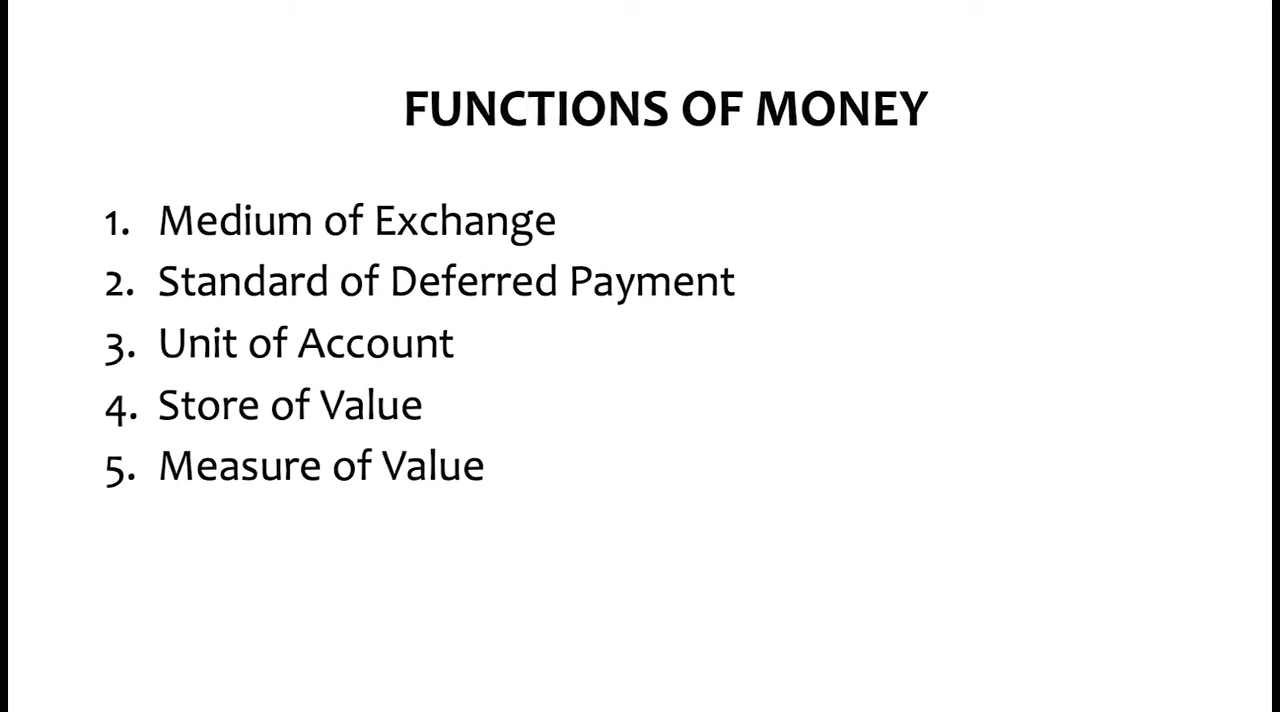 FUNCTIONS OF MONEY
1. Medium of Exchange
2. Standard of Deferred Payment
3. Unit of Account
4. Store of Value
5. Measure of Value